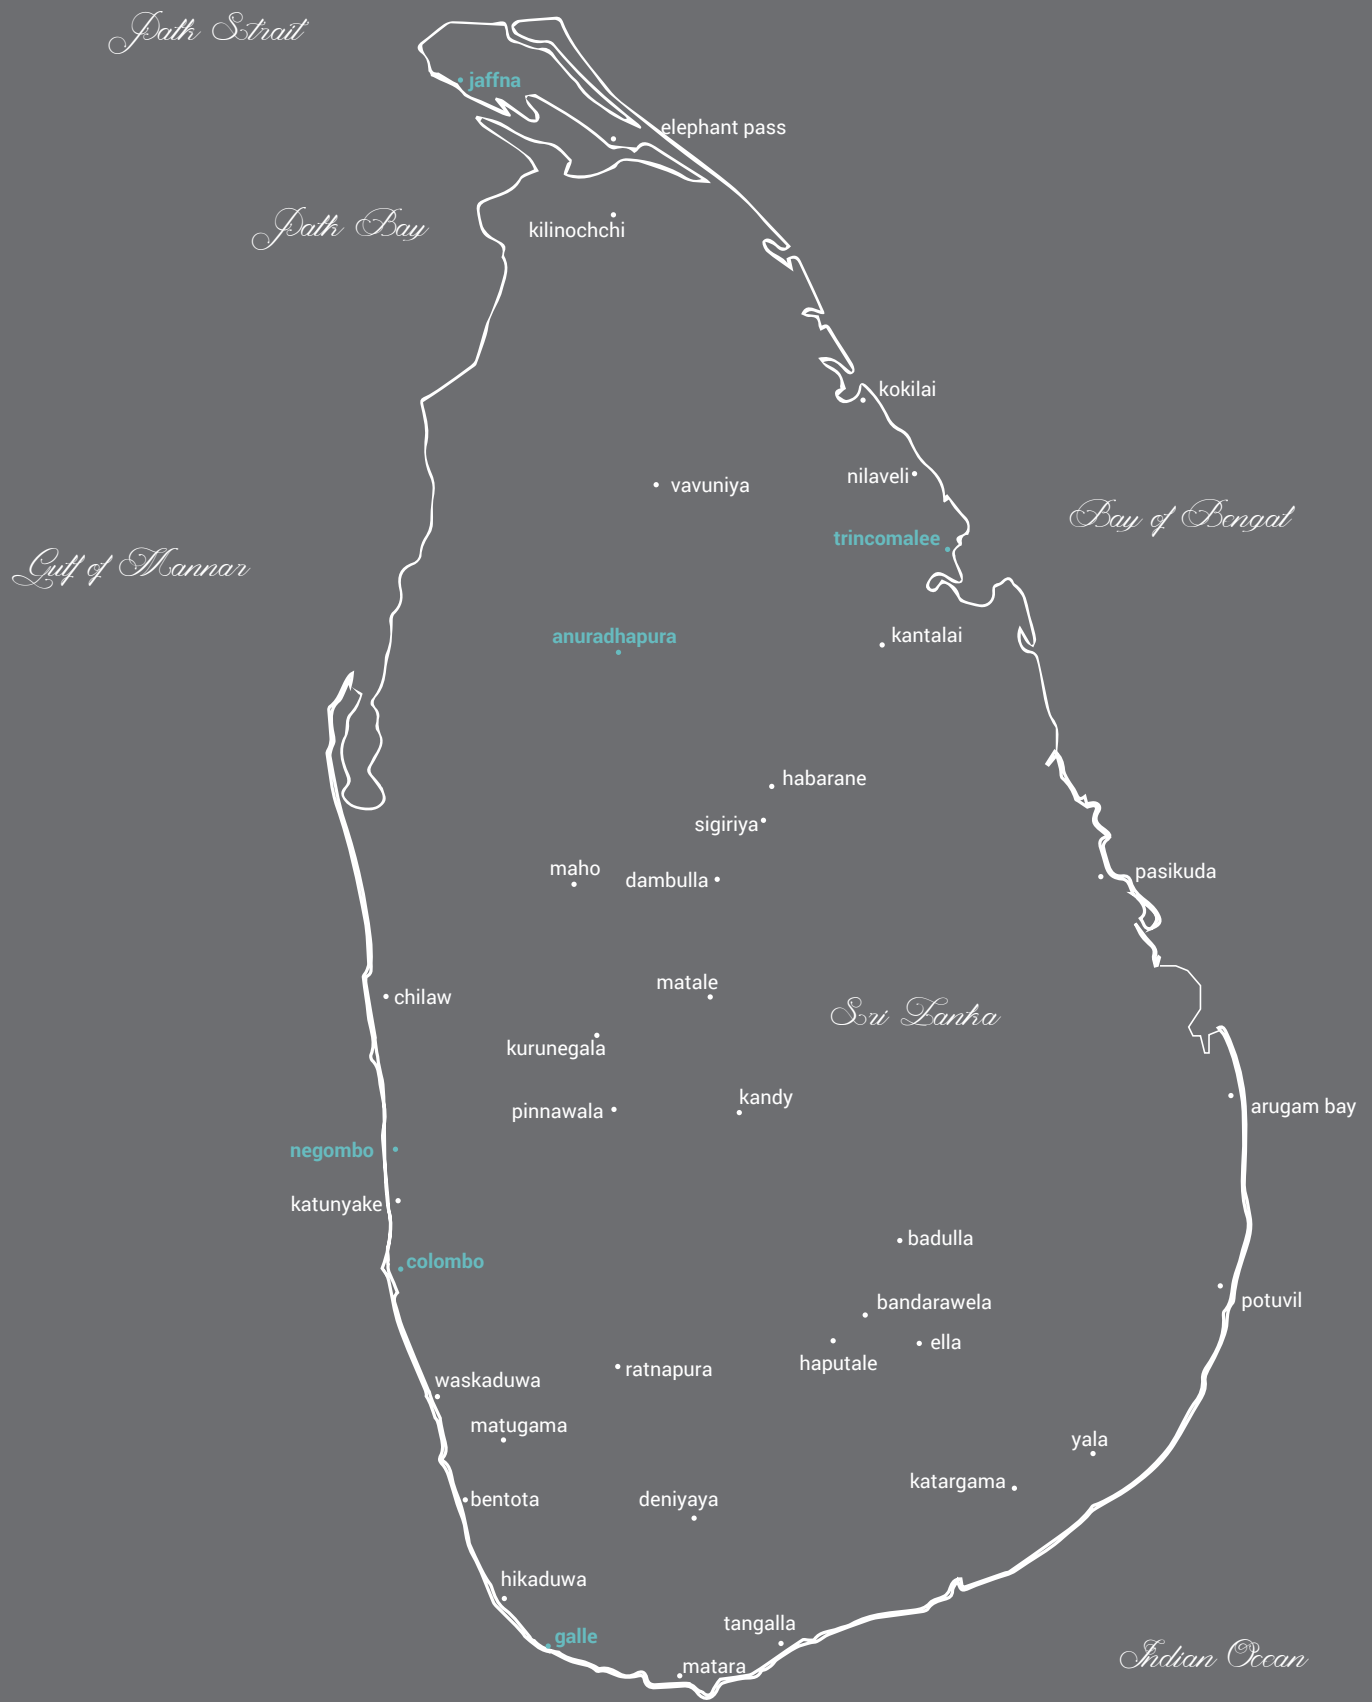 Palk Strait
jaffna
elephant pass
Palk Bay
kilinochchi
kokilai
nilaveli
vavuniya
Bay of Bengal
trincomalee
Gulf of Mannar
anuradhapura
kantalai
habarane
sigiriya
maho
dambulla
pasikuda
matale
chilaw
Sri Lanka
kurunegala
kandy
pinnawala
arugam bay
negombo
katunyake
badulla
colombo
bandarawela
potuvil
ella
haputale
ratnapura
waskaduwa
matugama
yala
katargama
bentota
deniyaya
hikaduwa
tangalla
galle
Indian Ocean
matara